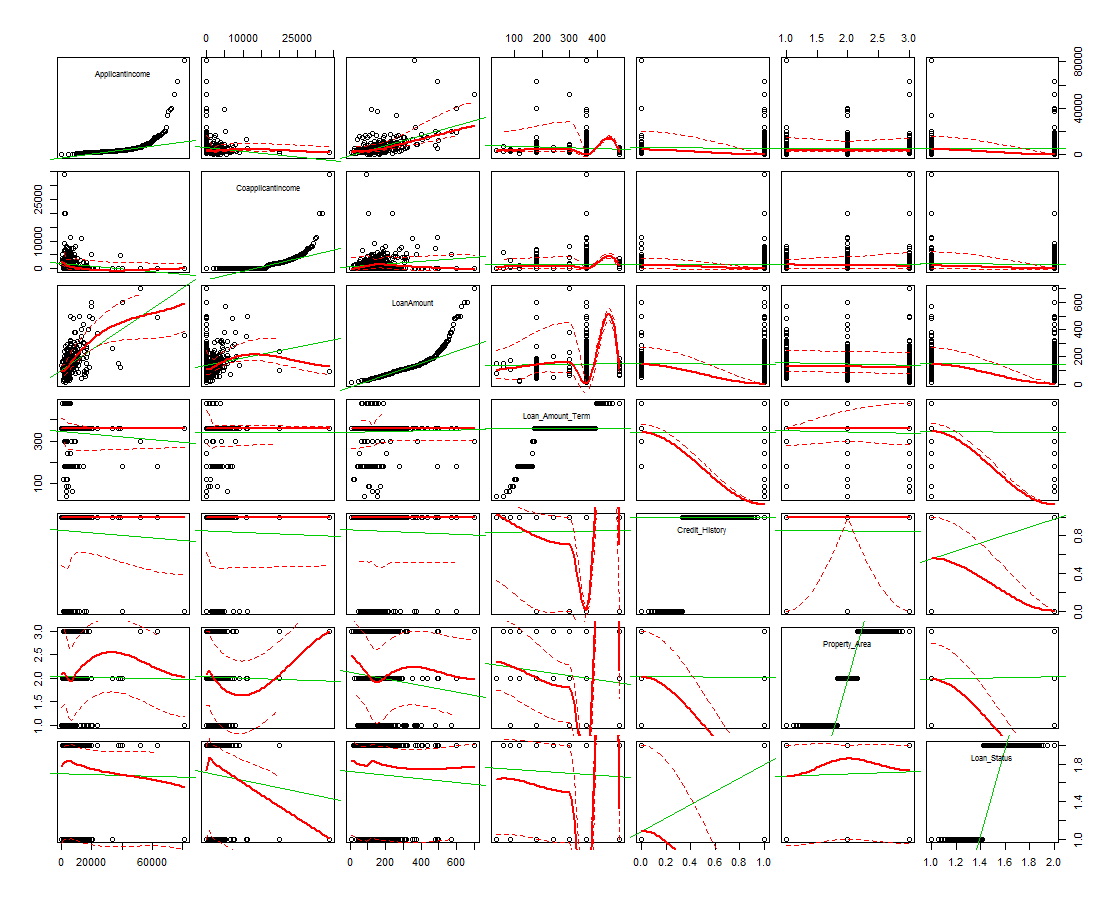 0 10000 25000 100 200 300 400 1.0 1.5 2.0 2.5 3.0
ApplicantIncome
0 40000 80000
CoapplicantIncome
0 10000 25000
LoanAmount
0 200 400 600
Loan_Amount_Term
100 300
Credit_History
0.0 0.4 0.8
Property_Area
1.0 1.5 2.0 2.5 3.0
Loan_Status
1.0 1.4 1.8
0 20000 60000 0 200 400 600 0.0 0.2 0.4 0.6 0.8 1.0 1.0 1.2 1.4 1.6 1.8 2.0